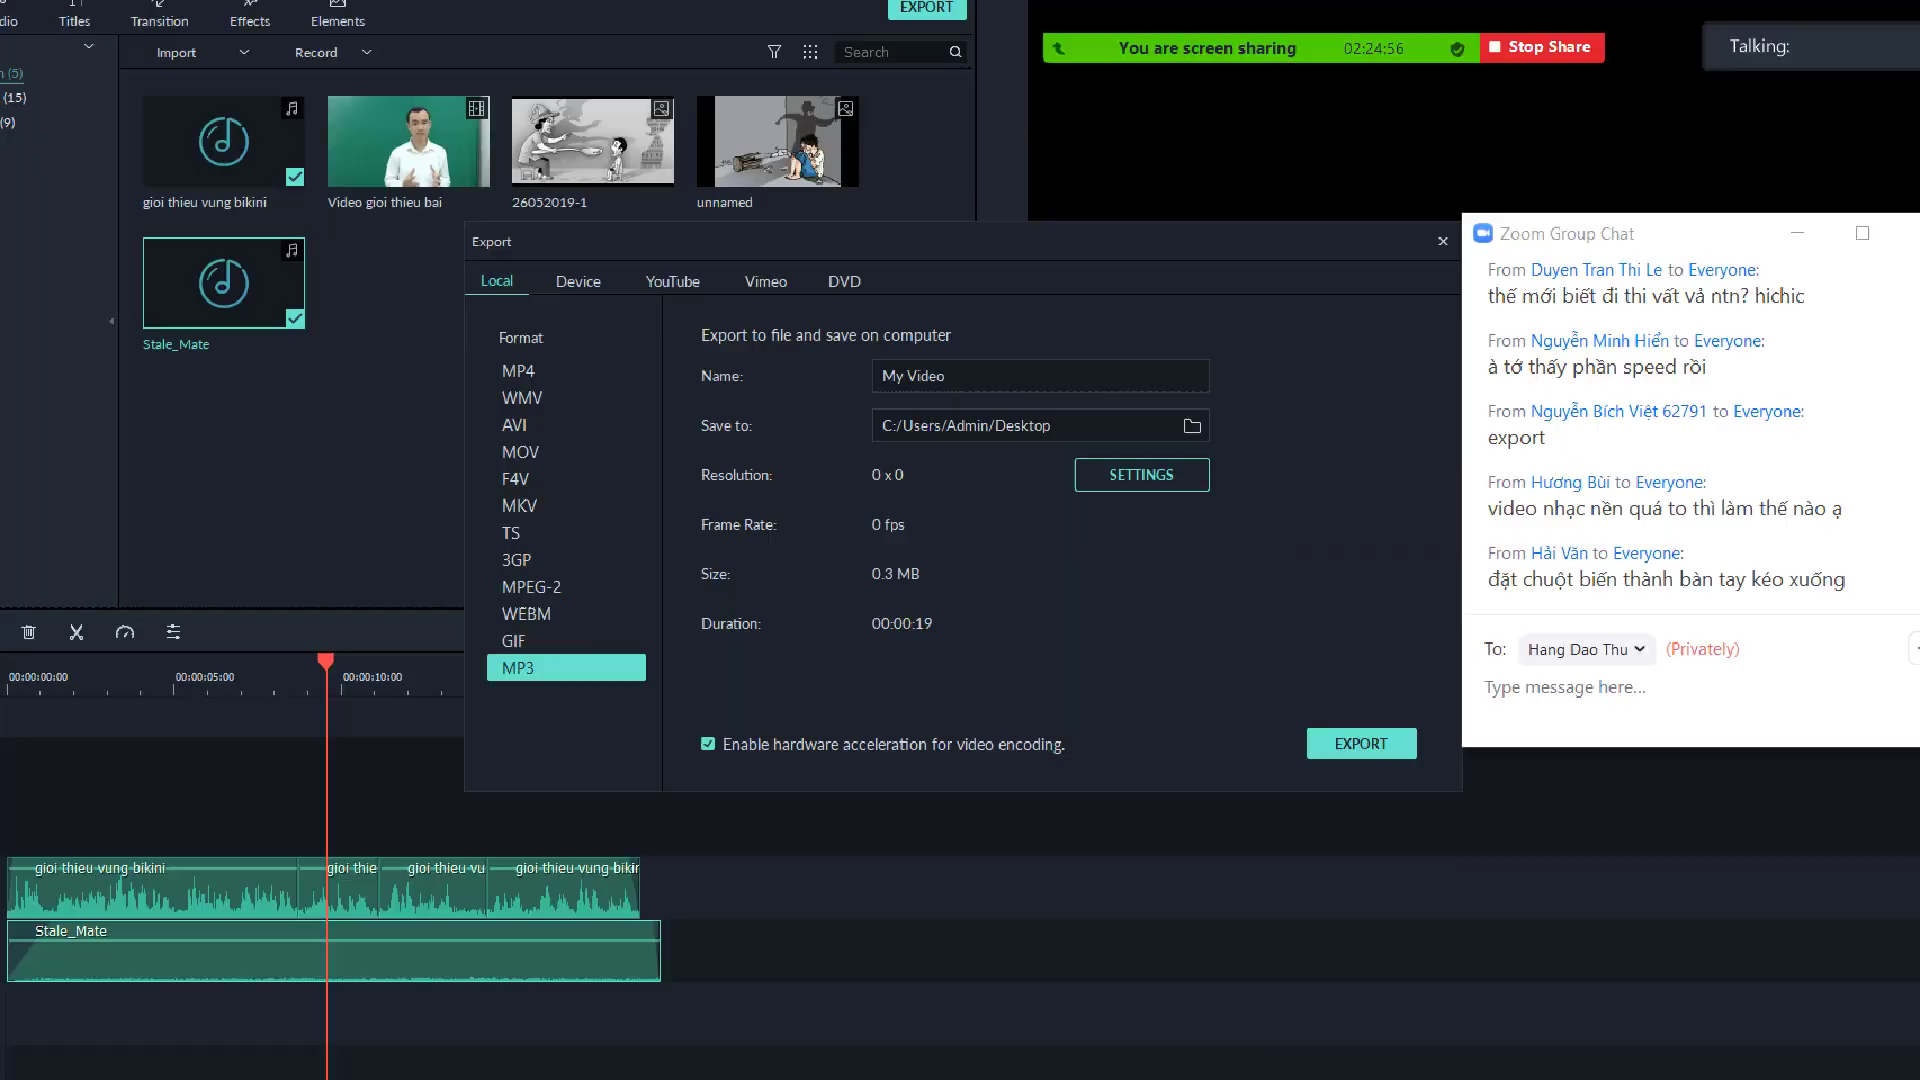 dio
Titles
Transition
Effects
Elements
EXPORT
Import
Record
Search
n (5)
(15)
(9)
gioi thieu vung bikini
Video gioi thieu bai
26052019-1
unnamed
Stale_Mate
You are screen sharing
02:24:56
Stop Share
Talking:
Export
Local
Device
YouTube
Vimeo
DVD
Format
MP4
WMV
AVI
MOV
F4V
MKV
TS
3GP
MPEG-2
WEBM
GIF
MP3
Export to file and save on computer
Name:
My Video
Save to:
C:/Users/Admin/Desktop
Resolution:
0 x 0
SETTINGS
Frame Rate:
0 fps
Size:
0.3 MB
Duration:
00:00:19
Enable hardware acceleration for video encoding.
EXPORT
Zoom Group Chat
From Duyen Tran Thi Le to Everyone:
thế mới biết đi thi vất vả ntn? hichic
From Nguyễn Minh Hiển to Everyone:
à tớ thấy phần speed rồi
From Nguyễn Bích Việt 62791 to Everyone:
export
From Hương Bùi to Everyone:
video nhạc nền quá to thì làm thế nào ạ
From Hải Vân to Everyone:
đặt chuột biến thành bàn tay kéo xuống
To: Hang Dao Thu (Privately)
Type message here...
00:00:00:00
00:00:05:00
00:00:10:00
gioi thieu vung bikini
gioi thie
gioi thieu vu
gioi thieu vung bikir
Stale_Mate